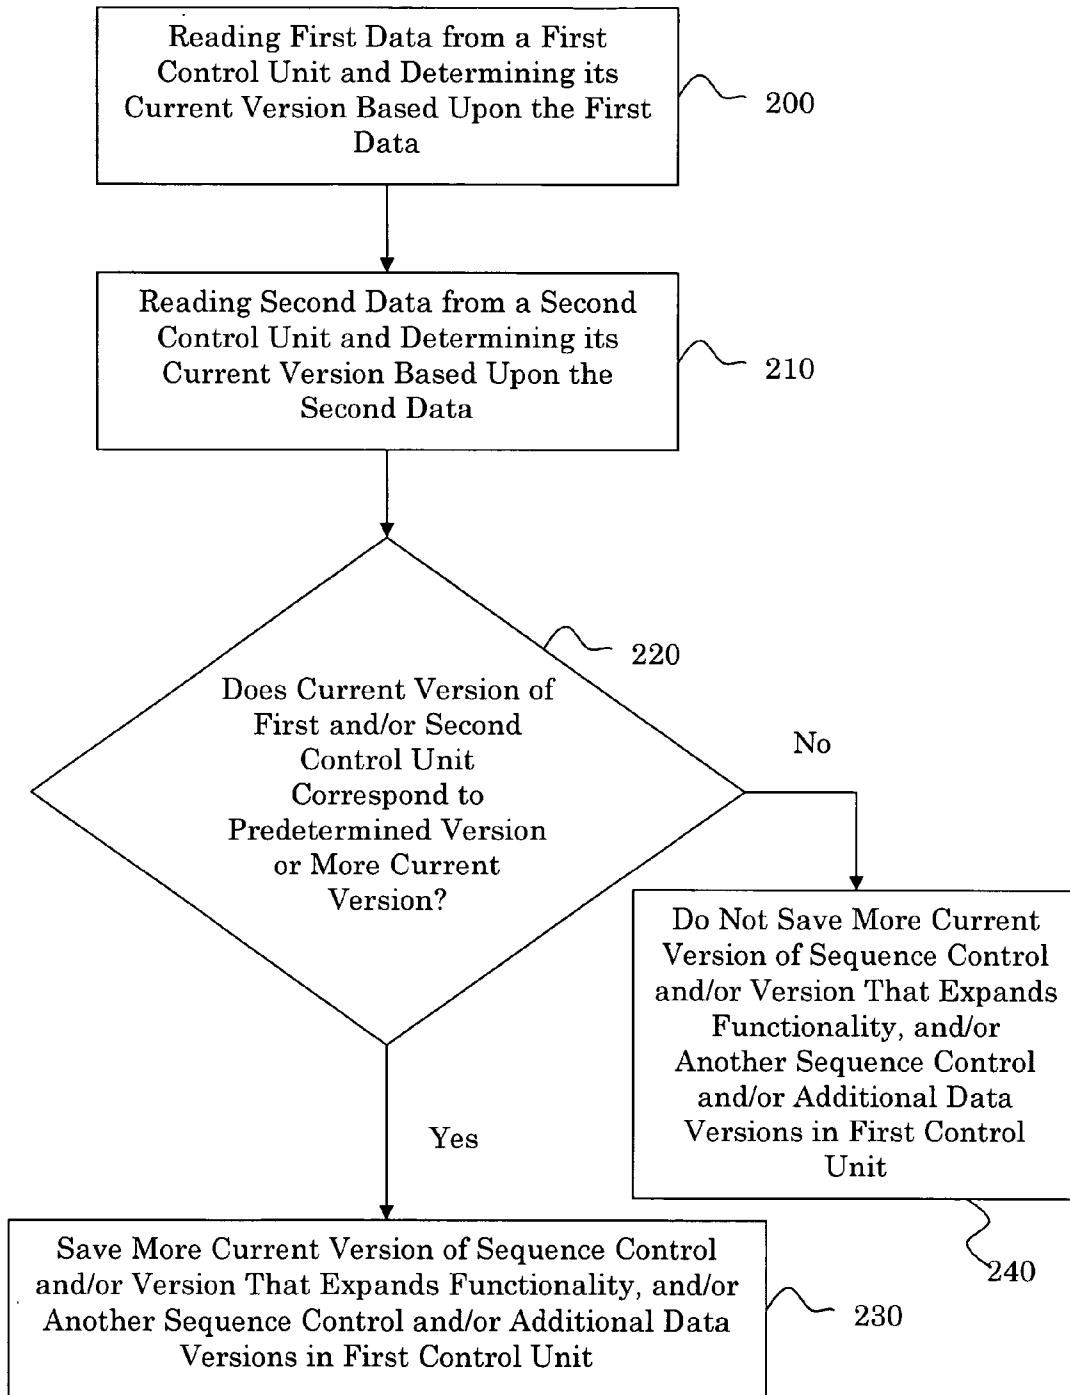 Reading First Data from a First
Control Unit and Determining its
Current Version Based Upon the First
Data
200
Reading Second Data from a Second
Control Unit and Determining its
Current Version Based Upon the
Second Data
210
220
Does Current Version of
First and/or Second
Control Unit
Correspond to
Predetermined Version
or More Current
Version?
No
Do Not Save More Current
Version of Sequence Control
and/or Version That Expands
Functionality, and/or
Another Sequence Control
and/or Additional Data
Versions in First Control
Unit
240
Yes
Save More Current Version of Sequence Control
and/or Version That Expands Functionality, and/or
Another Sequence Control and/or Additional Data
Versions in First Control Unit
230